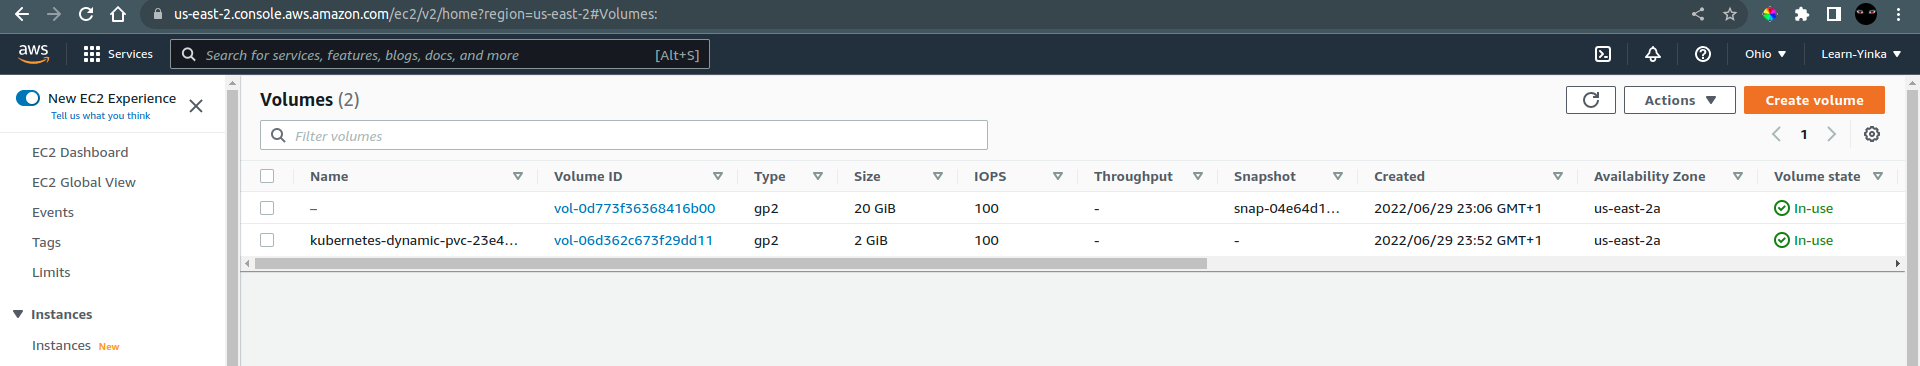 us-east-2.console.aws.amazon.com/ec2/v2/home?region=us-east-2#Volumes:
aws Services Search for services, features, blogs, docs, and more [Alt+S] Ohio Learn-Yinka
New EC2 Experience
Tell us what you think
EC2 Dashboard
EC2 Global View
Events
Tags
Limits
Instances
Instances New
Volumes (2) Actions Create volume
Filter volumes 1
Name Volume ID Type Size IOPS Throughput Snapshot Created Availability Zone Volume state
– vol-0d773f36368416b00 gp2 20 GiB 100 - snap-04e64d1... 2022/06/29 23:06 GMT+1 us-east-2a In-use
kubernetes-dynamic-pvc-23e4... vol-06d362c673f29dd11 gp2 2 GiB 100 - - 2022/06/29 23:52 GMT+1 us-east-2a In-use